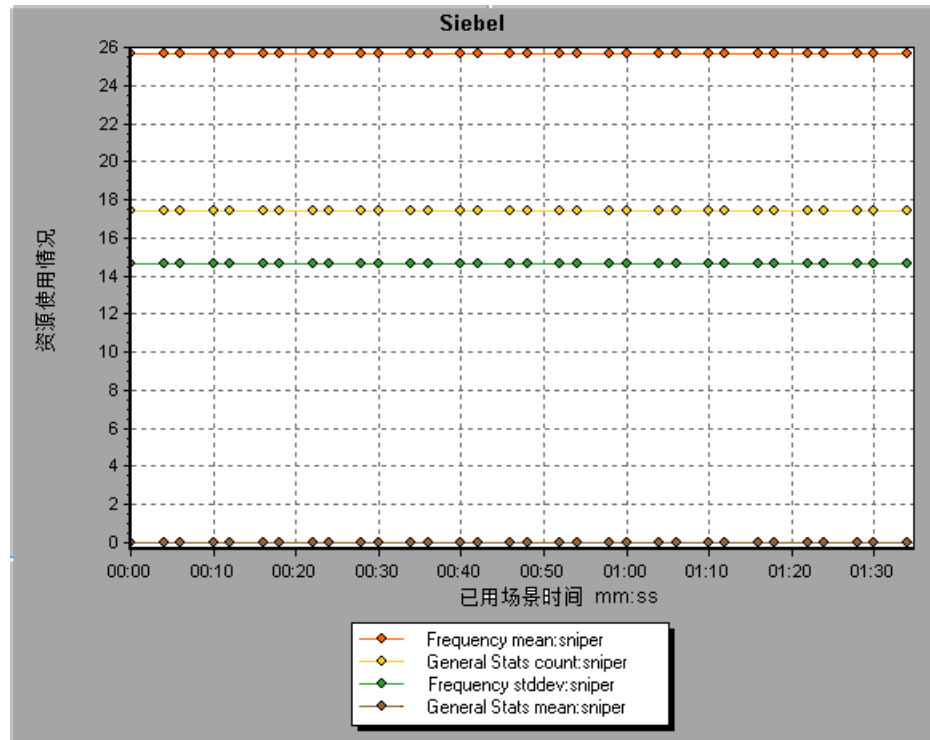 Siebel
26
24
22
20
18
16
14
12
10
8
6
4
2
0
资源使用情况
00:00 00:10 00:20 00:30 00:40 00:50 01:00 01:10 01:20 01:30
已用场景时间 mm:ss
Frequency mean:sniper
General Stats count:sniper
Frequency stddev:sniper
General Stats mean:sniper